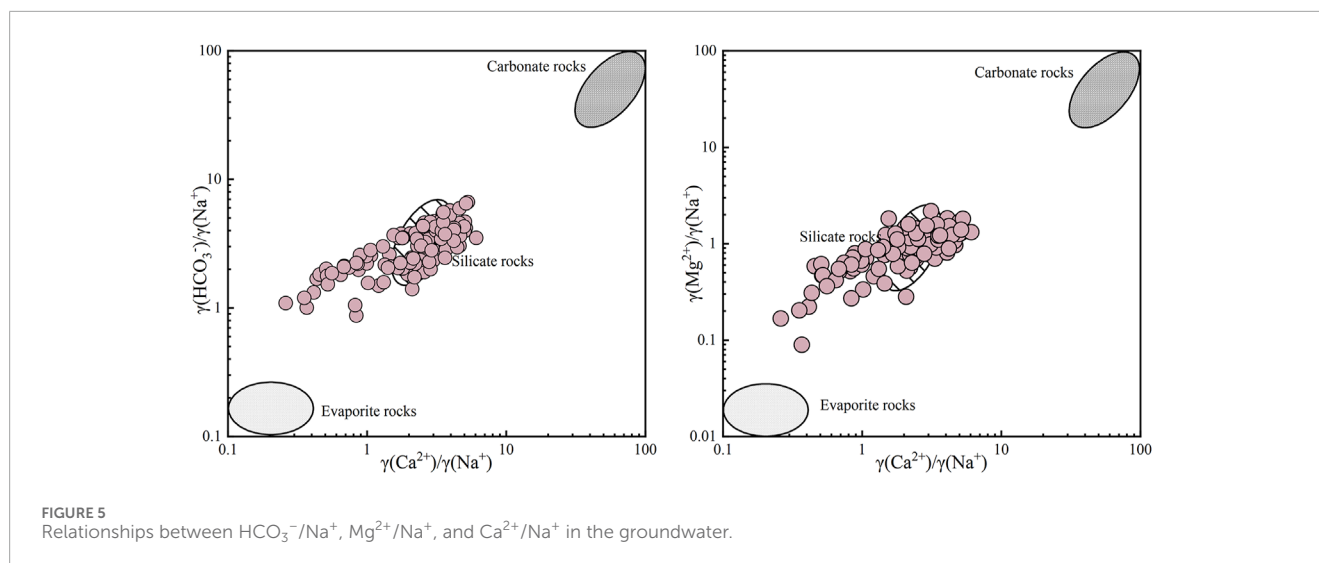 100
10
1
0.1
γ(HCO₃⁻)/γ(Na⁺)
Carbonate rocks
Silicate rocks
Evaporite rocks
0.1 1 10 100
γ(Ca²⁺)/γ(Na⁺)
100
10
1
0.1
0.01
γ(Mg²⁺)/γ(Na⁺)
Carbonate rocks
Silicate rocks
Evaporite rocks
0.1 1 10 100
γ(Ca²⁺)/γ(Na⁺)
FIGURE 5
Relationships between HCO₃⁻/Na⁺, Mg²⁺/Na⁺, and Ca²⁺/Na⁺ in the groundwater.